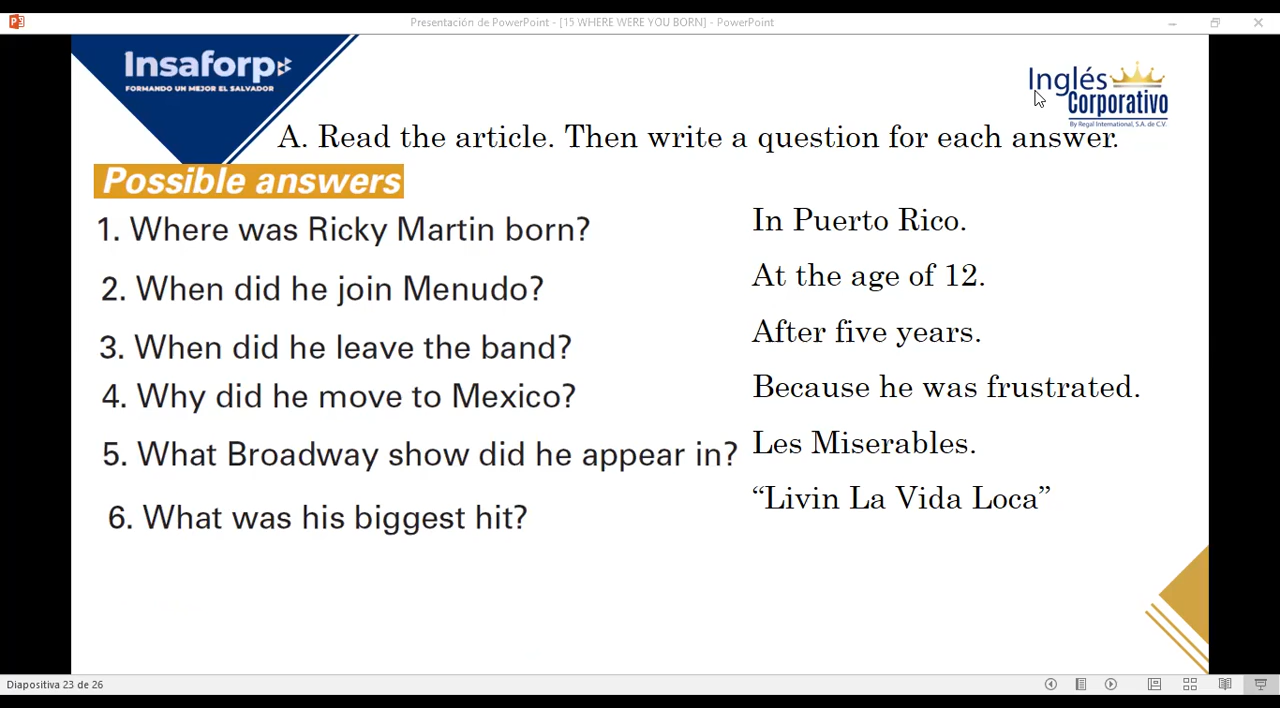 Presentación de PowerPoint - [15 WHERE WERE YOU BORN] - PowerPoint
Insaforp
FORMANDO UN MEJOR EL SALVADOR
Inglés
Corporativo
By Regal International, S.A. de C.V.
A. Read the article. Then write a question for each answer.
Possible answers
1. Where was Ricky Martin born? In Puerto Rico.
2. When did he join Menudo? At the age of 12.
3. When did he leave the band? After five years.
4. Why did he move to Mexico? Because he was frustrated.
5. What Broadway show did he appear in? Les Miserables.
6. What was his biggest hit? “Livin La Vida Loca”
Diapositiva 23 de 26